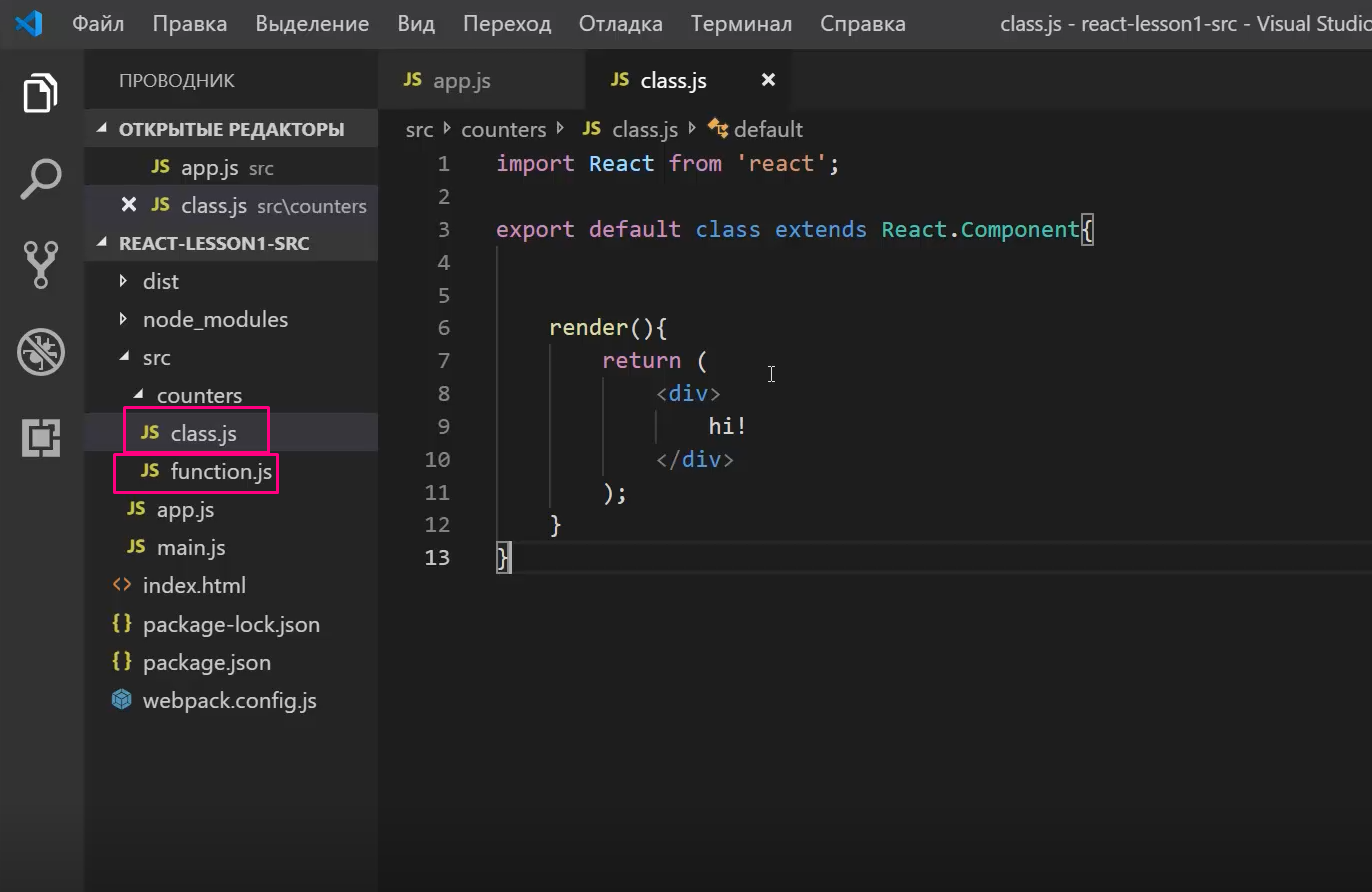 Файл Правка Выделение Вид Переход Отладка Терминал Справка class.js - react-lesson1-src - Visual Studio
ПРОВОДНИК
ОТКРЫТЫЕ РЕДАКТОРЫ
JS app.js src
JS class.js src\counters
REACT-LESSON1-SRC
dist
node_modules
src
counters
JS class.js
JS function.js
JS app.js
JS main.js
<> index.html
{} package-lock.json
{} package.json
webpack.config.js
JS app.js JS class.js
src counters JS class.js default
1 import React from 'react';
2
3 export default class extends React.Component{
4
5
6 render(){
7 return (
8 <div>
9 hi!
10 </div>
11 );
12 }
13 }